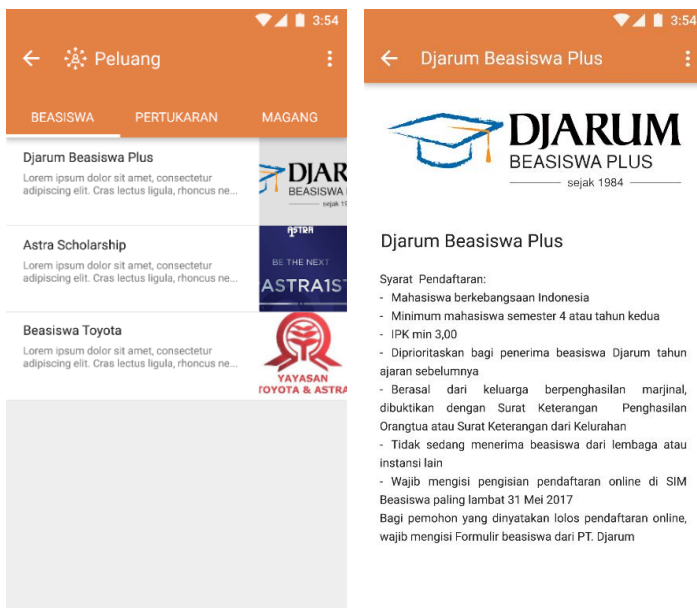 3:54
Peluang
BEASISWA PERTUKARAN MAGANG
Djarum Beasiswa Plus
Lorem ipsum dolor sit amet, consectetur
adipiscing elit. Cras lectus ligula, rhoncus ne...
DJAR
BEASISWA
sejak 19
Astra Scholarship
Lorem ipsum dolor sit amet, consectetur
adipiscing elit. Cras lectus ligula, rhoncus ne...
ASTRA
BE THE NEXT
ASTRA1ST
Beasiswa Toyota
Lorem ipsum dolor sit amet, consectetur
adipiscing elit. Cras lectus ligula, rhoncus ne...
YAYASAN
TOYOTA & ASTRA
3:54
Djarum Beasiswa Plus
DJARUM
BEASISWA PLUS
sejak 1984
Djarum Beasiswa Plus
Syarat Pendaftaran:
- Mahasiswa berkebangsaan Indonesia
- Minimum mahasiswa semester 4 atau tahun kedua
- IPK min 3,00
- Diprioritaskan bagi penerima beasiswa Djarum tahun
ajaran sebelumnya
- Berasal dari keluarga berpenghasilan marjinal,
dibuktikan dengan Surat Keterangan Penghasilan
Orangtua atau Surat Keterangan dari Kelurahan
- Tidak sedang menerima beasiswa dari lembaga atau
instansi lain
- Wajib mengisi pengisian pendaftaran online di SIM
Beasiswa paling lambat 31 Mei 2017
Bagi pemohon yang dinyatakan lolos pendaftaran online,
wajib mengisi Formulir beasiswa dari PT. Djarum